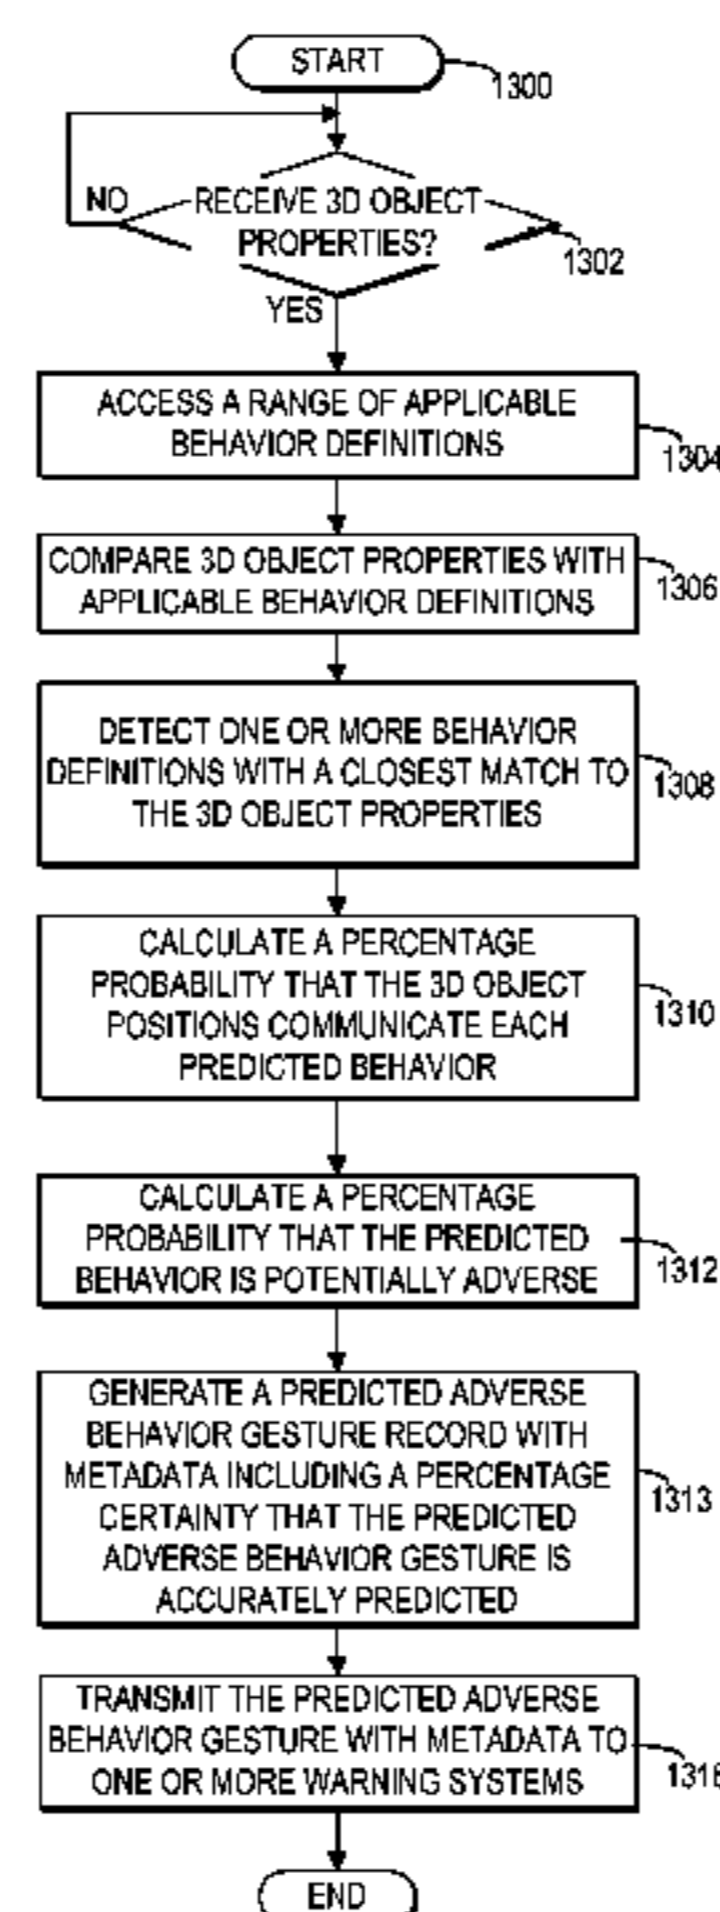 START
1300
NO
RECEIVE 3D OBJECT
PROPERTIES?
1302
YES
ACCESS A RANGE OF APPLICABLE
BEHAVIOR DEFINITIONS
1304
COMPARE 3D OBJECT PROPERTIES WITH
APPLICABLE BEHAVIOR DEFINITIONS
1306
DETECT ONE OR MORE BEHAVIOR
DEFINITIONS WITH A CLOSEST MATCH TO
THE 3D OBJECT PROPERTIES
1308
CALCULATE A PERCENTAGE
PROBABILITY THAT THE 3D OBJECT
POSITIONS COMMUNICATE EACH
PREDICTED BEHAVIOR
1310
CALCULATE A PERCENTAGE
PROBABILITY THAT THE PREDICTED
BEHAVIOR IS POTENTIALLY ADVERSE
1312
GENERATE A PREDICTED ADVERSE
BEHAVIOR GESTURE RECORD WITH
METADATA INCLUDING A PERCENTAGE
CERTAINTY THAT THE PREDICTED
ADVERSE BEHAVIOR GESTURE IS
ACCURATELY PREDICTED
1313
TRANSMIT THE PREDICTED ADVERSE
BEHAVIOR GESTURE WITH METADATA TO
ONE OR MORE WARNING SYSTEMS
END